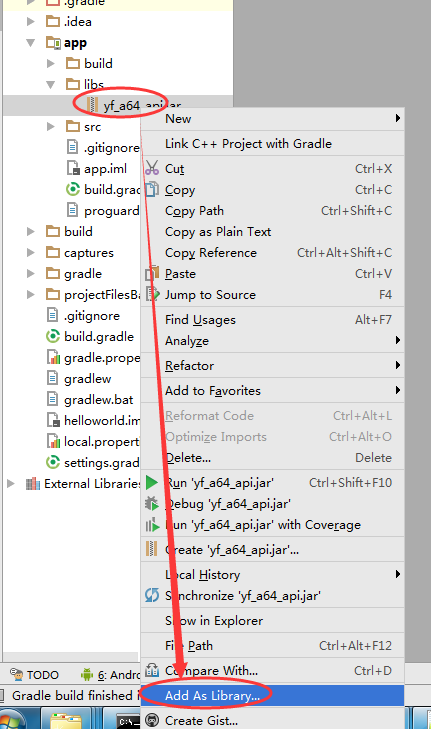 .gradle
.idea
app
build
libs
yf_a64_api.jar
src
.gitignore
app.iml
build.grad
proguard
build
captures
gradle
projectFilesBa
.gitignore
build.gradle
gradle.prope
gradlew
gradlew.bat
helloworld.im
local.propert
settings.grad
External Libraries
New
Link C++ Project with Gradle
Cut Ctrl+X
Copy Ctrl+C
Copy Path Ctrl+Shift+C
Copy as Plain Text
Copy Reference Ctrl+Alt+Shift+C
Paste Ctrl+V
Jump to Source F4
Find Usages Alt+F7
Analyze
Refactor
Add to Favorites
Reformat Code Ctrl+Alt+L
Optimize Imports Ctrl+Alt+O
Delete... Delete
Run 'yf_a64_api.jar' Ctrl+Shift+F10
Debug 'yf_a64_api.jar'
Run 'yf_a64_api.jar' with Coverage
Create 'yf_a64_api.jar'...
Local History
Synchronize 'yf_a64_api.jar'
Show in Explorer
File Path Ctrl+Alt+F12
Compare With... Ctrl+D
Add As Library...
Create Gist...
TODO 6: Andro
Gradle build finished i